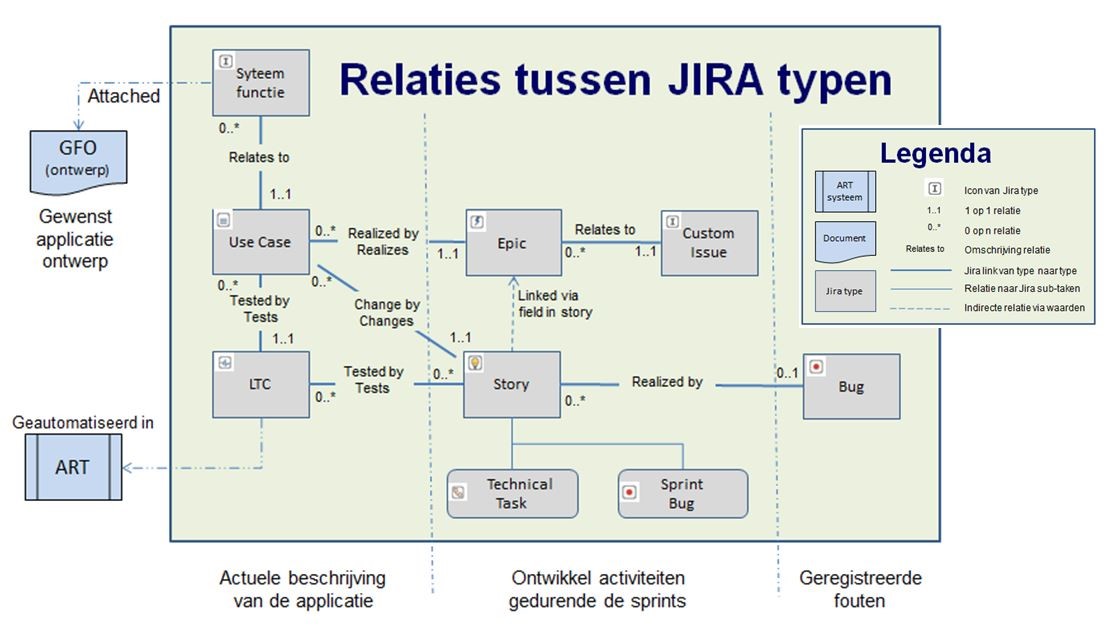 Relaties tussen JIRA typen
Syteem
functie
Attached
GFO
(ontwerp)
Gewenst
applicatie
ontwerp
0..*
Relates to
1..1
Use Case
0..*
Realized by
Realizes
1..1
Epic
Relates to
0..*
1..1
Custom
Issue
0..*
Tested by
Tests
1..1
0..*
Change by
Changes
1..1
Linked via
field in story
LTC
0..*
Tested by
Tests
0..*
Story
0..*
Realized by
0..1
Bug
Geautomatiseerd in
ART
Technical
Task
Sprint
Bug
Legenda
ART
systeem
Icon van Jira type
1..1
1 op 1 relatie
0..*
0 op n relatie
Document
Relates to
Omschrijving relatie
Jira link van type naar type
Jira type
Relatie naar Jira sub-taken
Indirecte relatie via waarden
Actuele beschrijving
van de applicatie
Ontwikkel activiteiten
gedurende de sprints
Geregistreerde
fouten